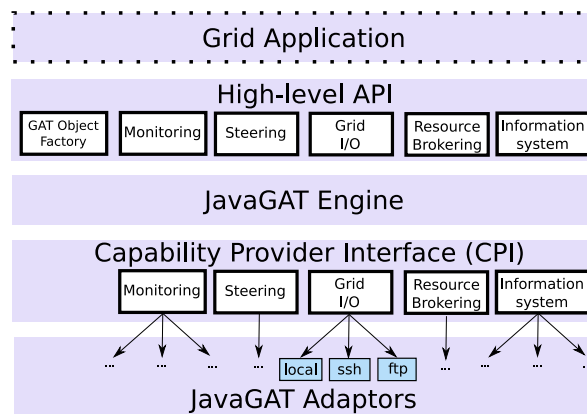 Grid Application
High-level API
GAT Object Factory
Monitoring
Steering
Grid I/O
Resource Brokering
Information system
JavaGAT Engine
Capability Provider Interface (CPI)
Monitoring
Steering
Grid I/O
Resource Brokering
Information system
... ... ... ... local ssh ftp ... ... ... ...
JavaGAT Adaptors